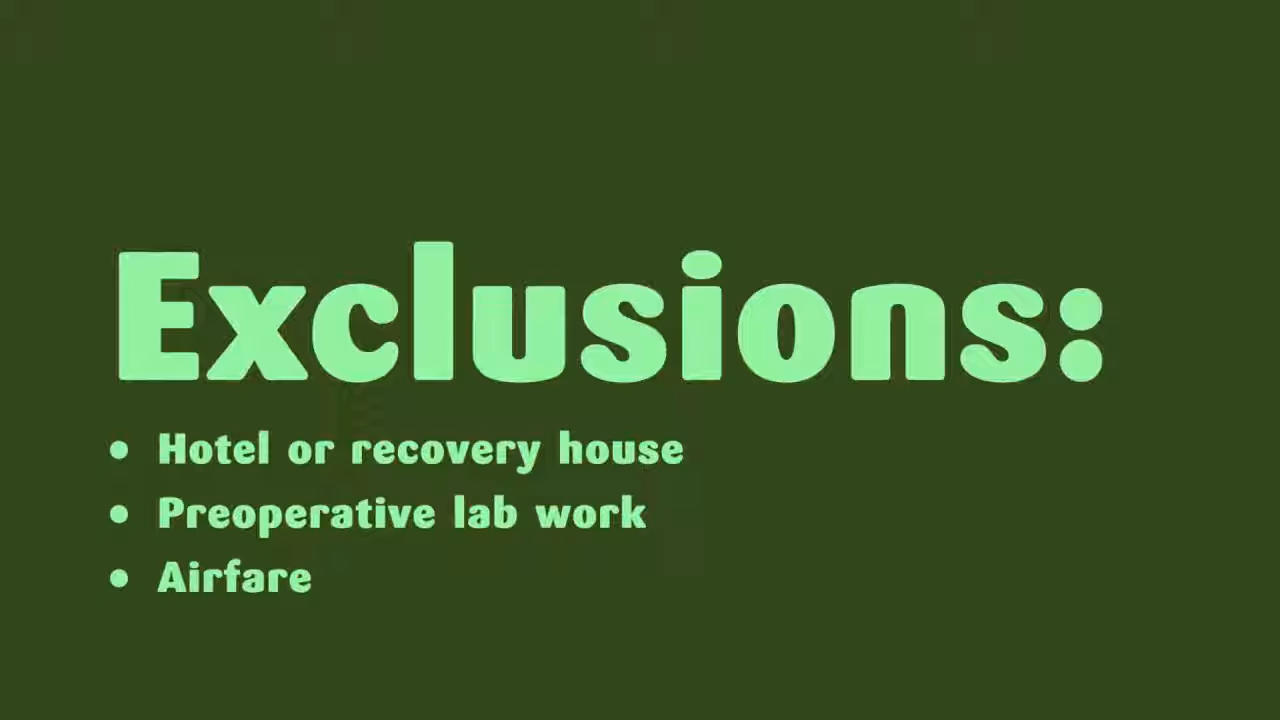 Exclusions:
• Hotel or recovery house
• Preoperative lab work
• Airfare